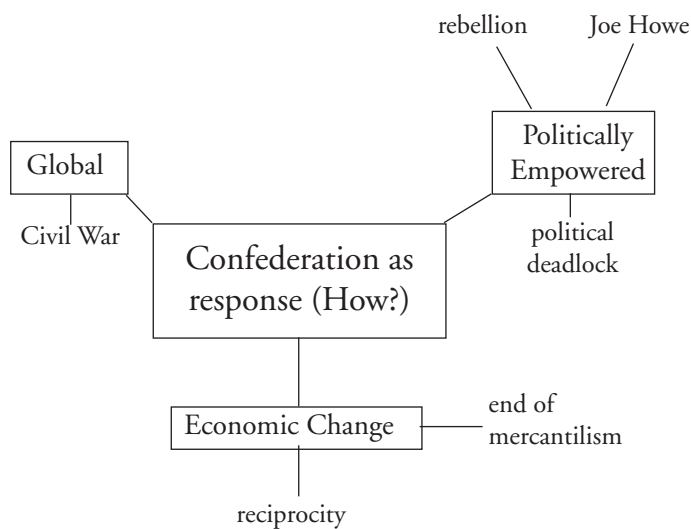 rebellion
Joe Howe
Politically
Empowered
Global
Civil War
political
deadlock
Confederation as
response (How?)
Economic Change
end of
mercantilism
reciprocity